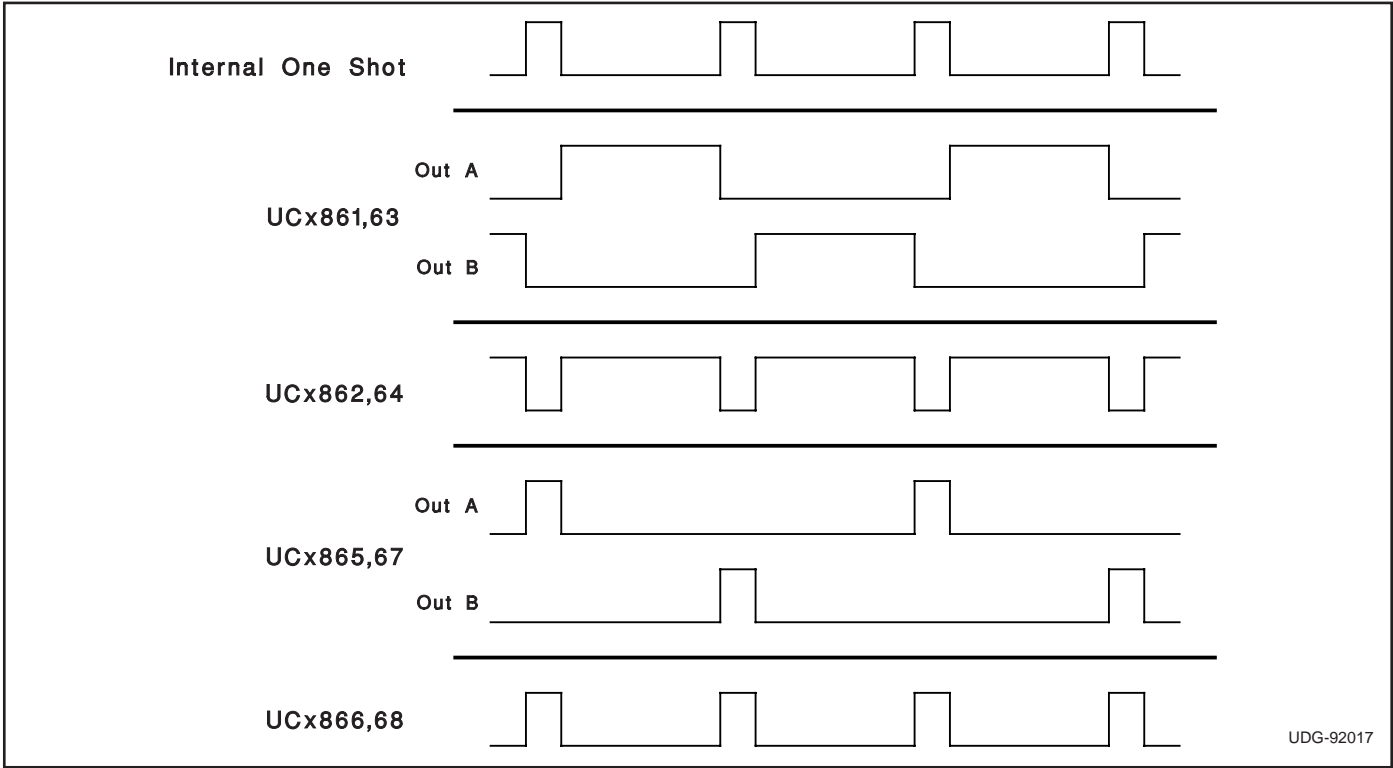 Internal One Shot
Out A
UCx861,63
Out B
UCx862,64
Out A
UCx865,67
Out B
UCx866,68
UDG-92017